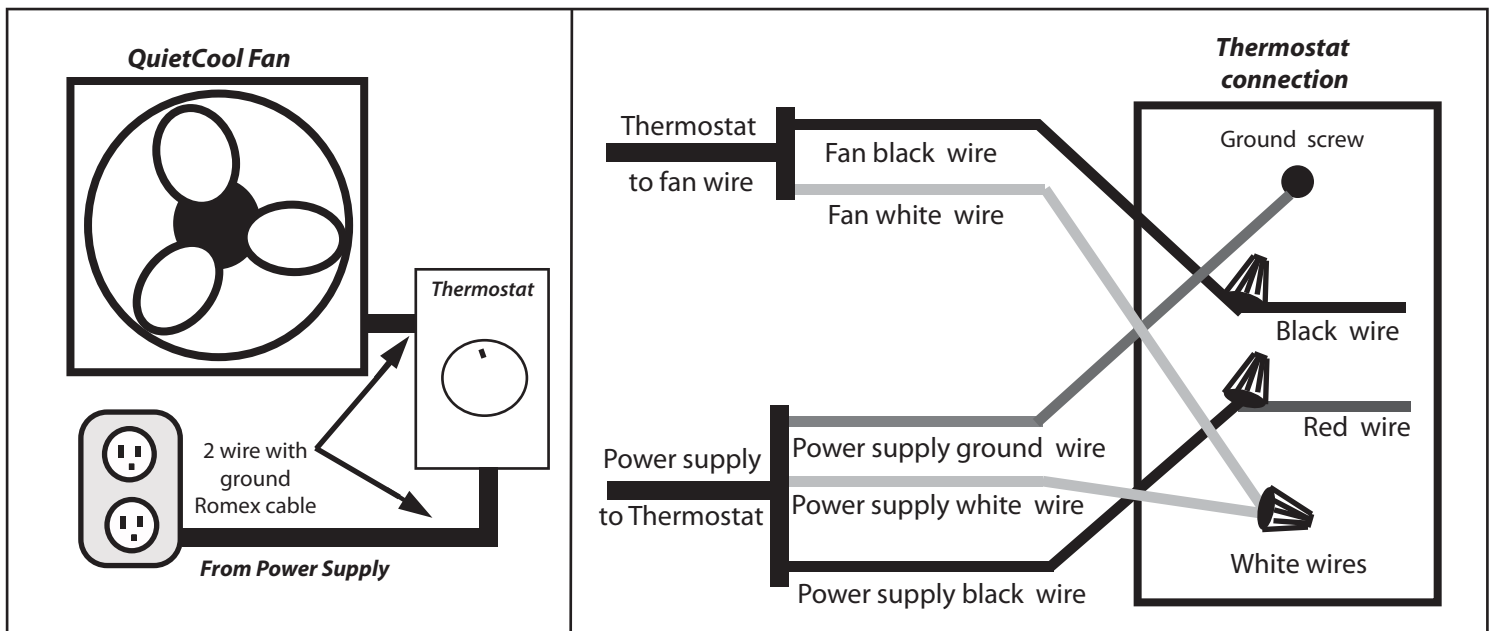 QuietCool Fan
Thermostat
2 wire with
ground
Romex cable
From Power Supply
Thermostat
connection
Thermostat
to fan wire
Fan black wire
Fan white wire
Ground screw
Black wire
Red wire
Power supply
to Thermostat
Power supply ground wire
Power supply white wire
Power supply black wire
White wires